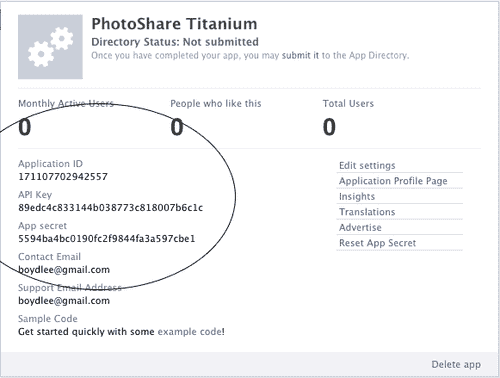 PhotoShare Titanium
Directory Status: Not submitted
Once you have completed your app, you may submit it to the App Directory.
Monthly Active Users People who like this Total Users
0 0 0
Application ID
171107702942557
API Key
89edc4c833144b038773c818007b6c1c
App secret
5594ba4bc0190fc2f9844fa3a597cbe1
Contact Email
boydlee@gmail.com
Support Email Address
boydlee@gmail.com
Sample Code
Get started quickly with some example code!
Edit settings
Application Profile Page
Insights
Translations
Advertise
Reset App Secret
Delete app